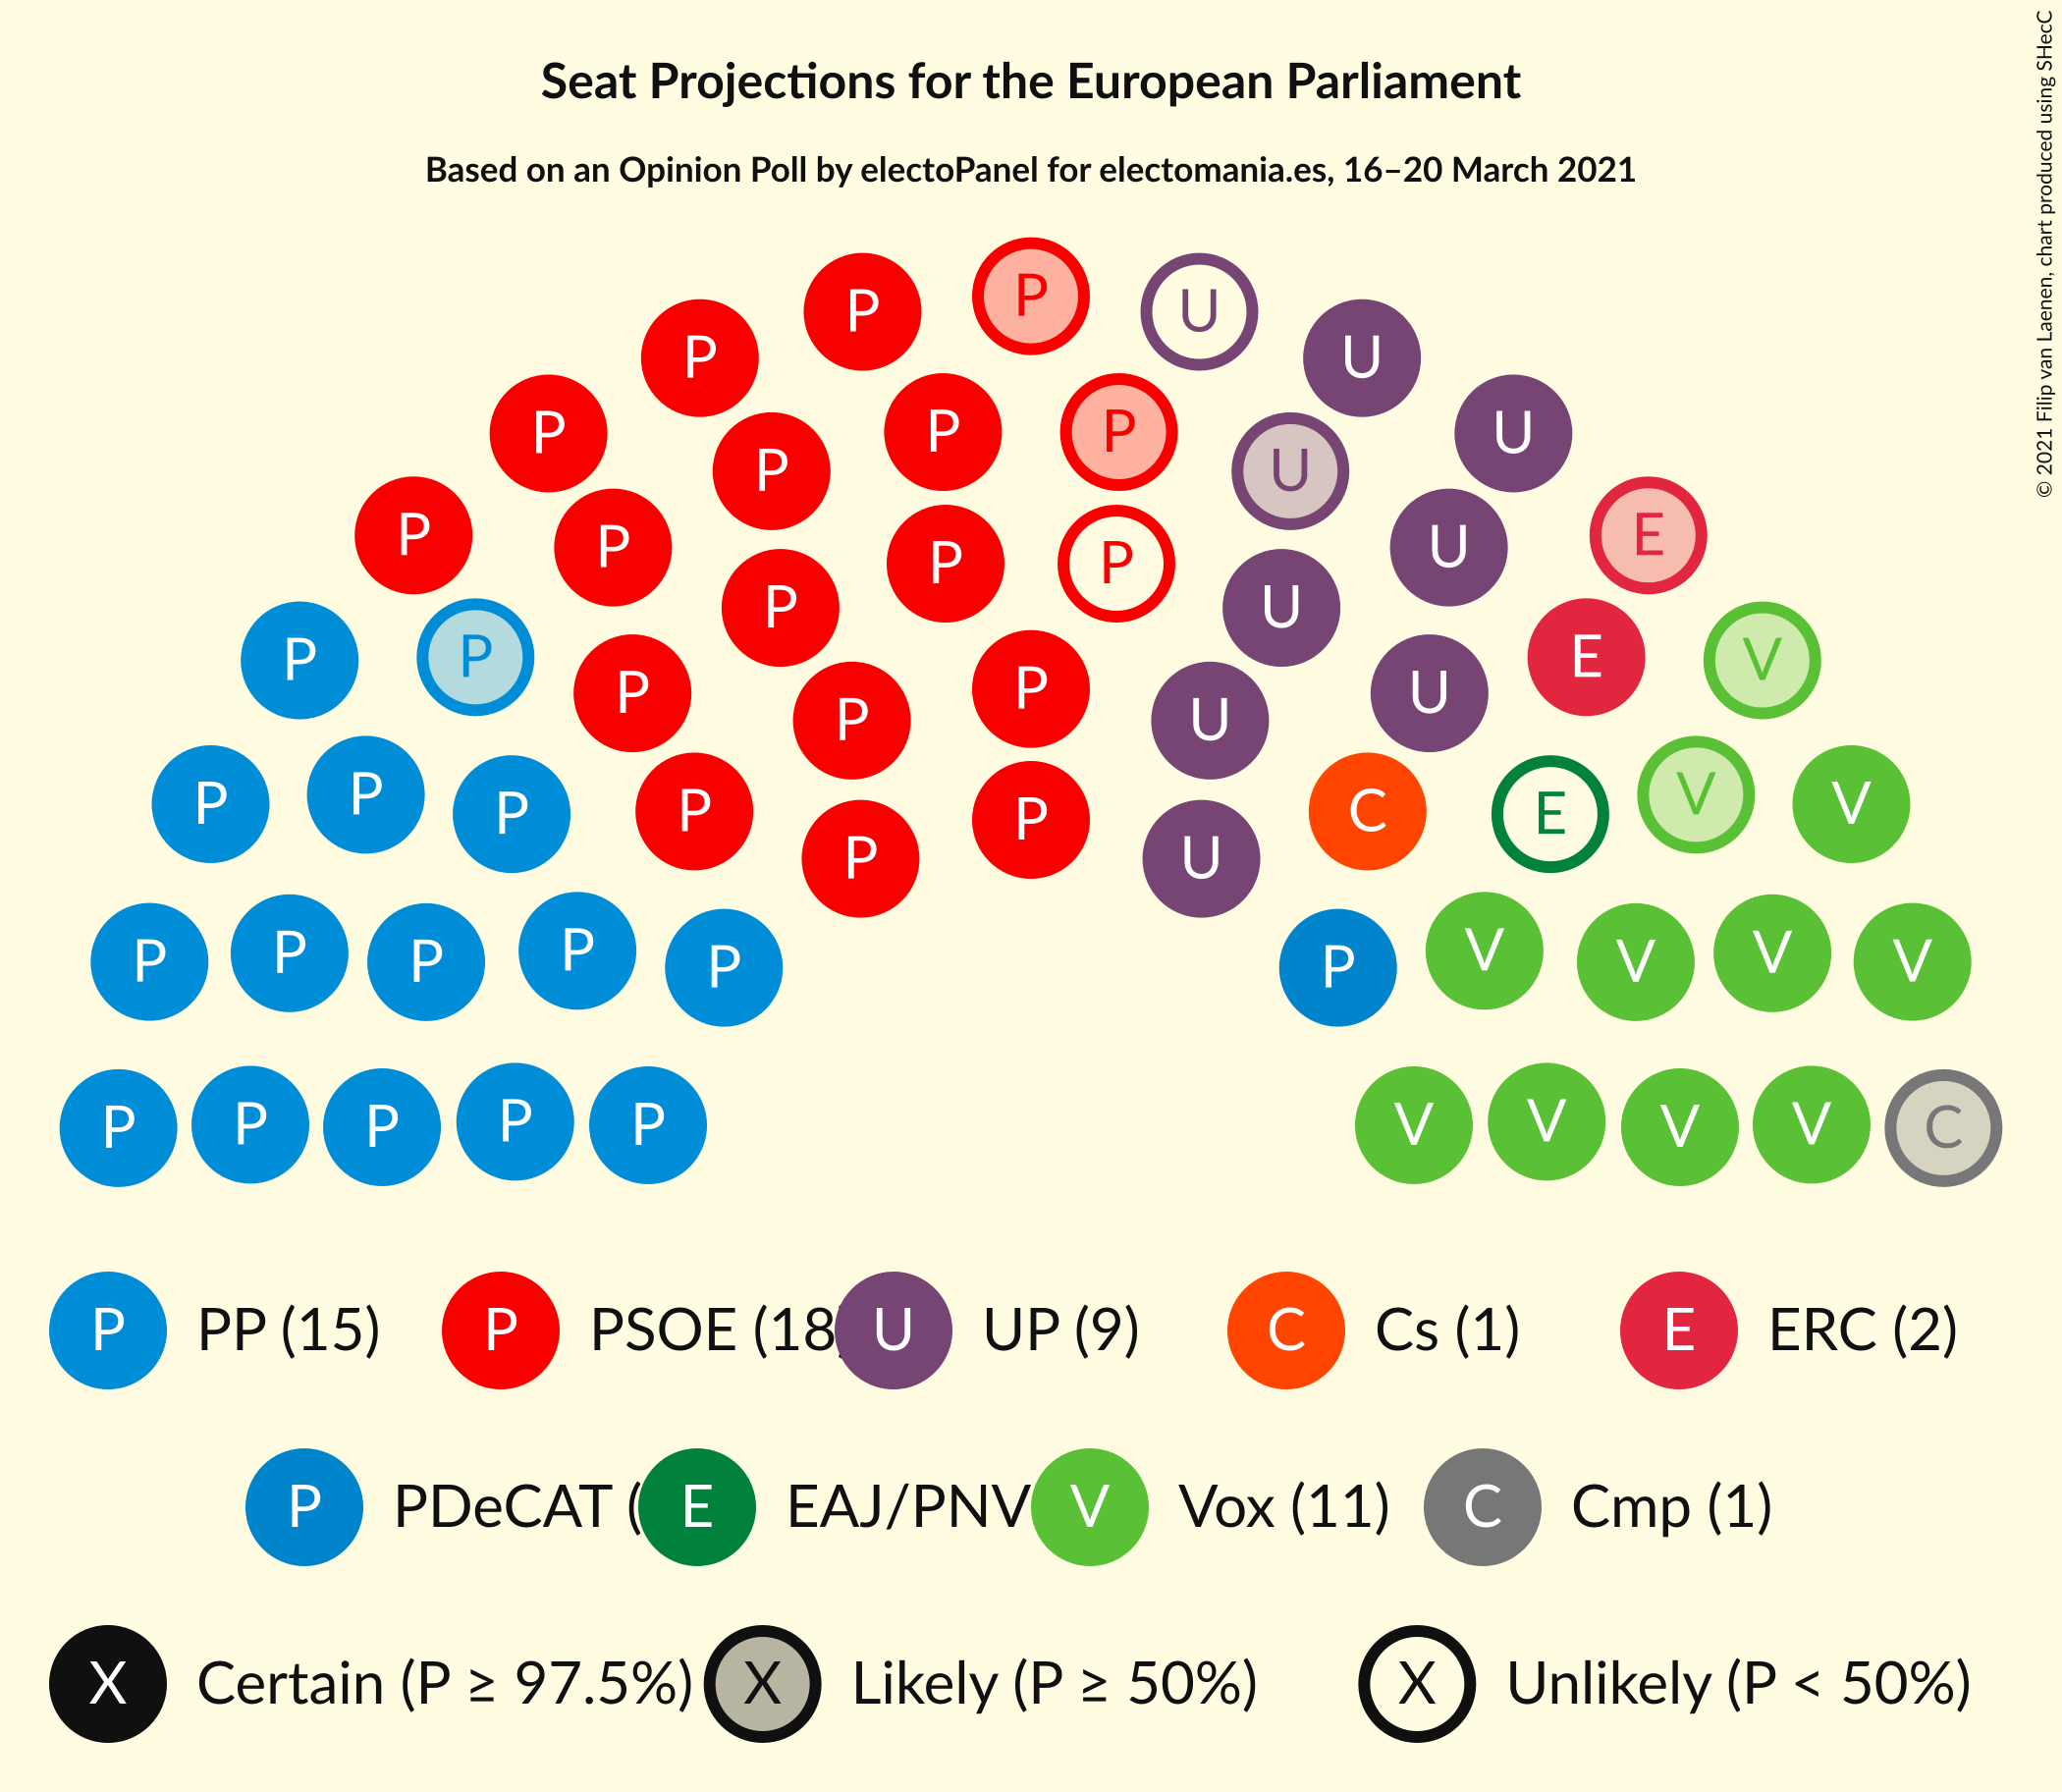 Seat Projections for the European Parliament
Based on an Opinion Poll by electoPanel for electomania.es, 16–20 March 2021
© 2021 Filip van Laenen, chart produced using SHecC
P
P U
P U
P P P U
P U
P E
P U
P P
P U
P P E V
P P U
P U
P P P P P C E V V
P U
P P P P P P V V V V
P P P P P V V V V C
P PP (15) P PSOE (18 U UP (9) C Cs (1) E ERC (2)
P PDeCAT ( E EAJ/PNV V Vox (11) C Cmp (1)
X Certain (P ≥ 97.5%) X Likely (P ≥ 50%) X Unlikely (P < 50%)